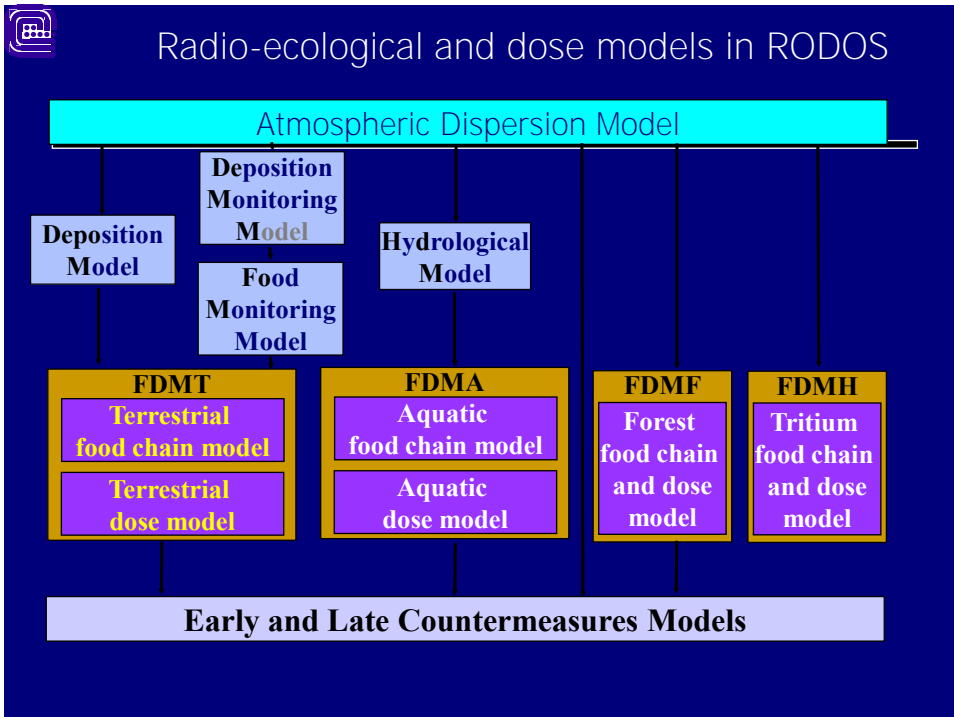 Radio-ecological and dose models in RODOS
Atmospheric Dispersion Model
Deposition
Model
Deposition
Monitoring
Model
Food
Monitoring
Model
Hydrological
Model
FDMT
Terrestrial
food chain model
Terrestrial
dose model
FDMA
Aquatic
food chain model
Aquatic
dose model
FDMF
Forest
food chain
and dose
model
FDMH
Tritium
food chain
and dose
model
Early and Late Countermeasures Models